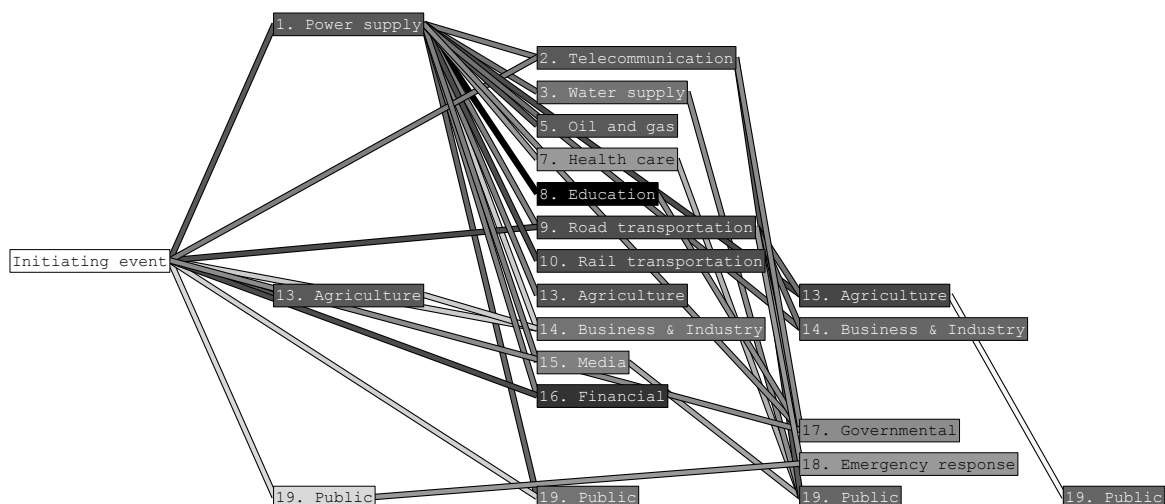 1. Power supply
2. Telecommunication
3. Water supply
5. Oil and gas
7. Health care
8. Education
9. Road transportation
Initiating event
10. Rail transportation
13. Agriculture
13. Agriculture
13. Agriculture
14. Business & Industry
14. Business & Industry
15. Media
16. Financial
17. Governmental
18. Emergency response
19. Public
19. Public
19. Public
19. Public